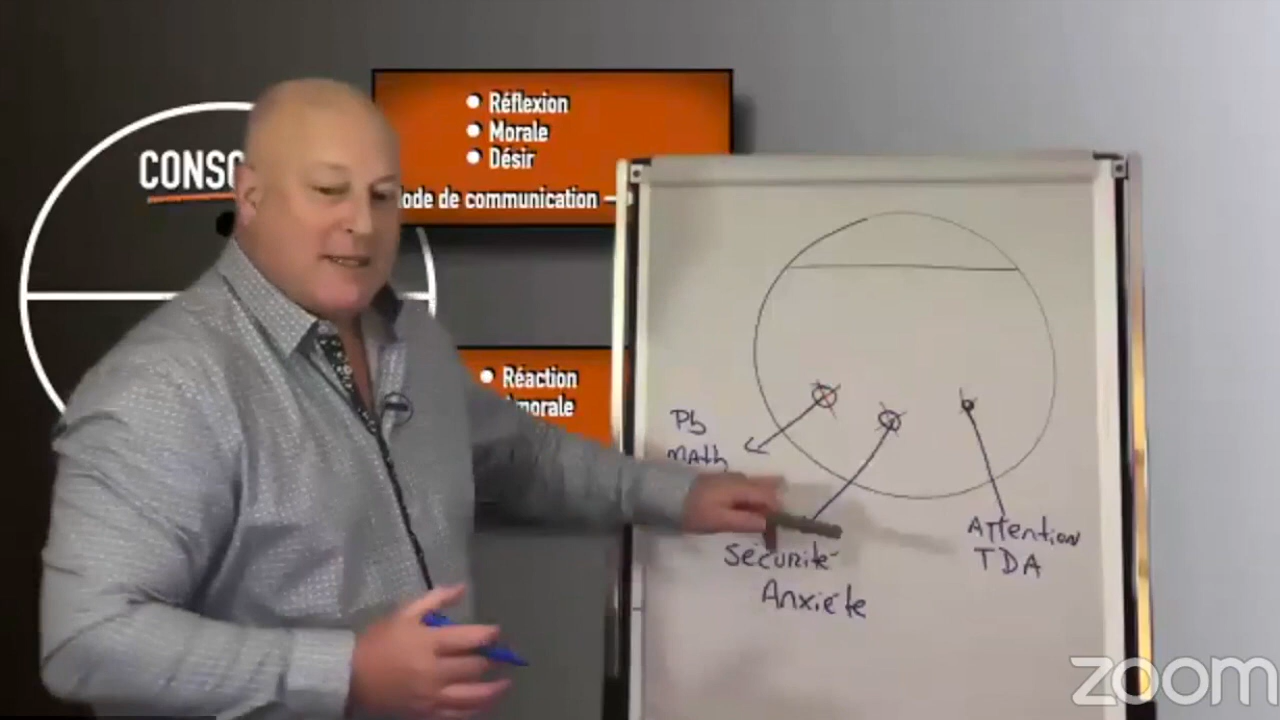 Réflexion
Morale
Désir
ode de communication
CONSC
Réaction
morale
Pb
MAth
Sécurité
Anxiété
Attention
TDA
zoom